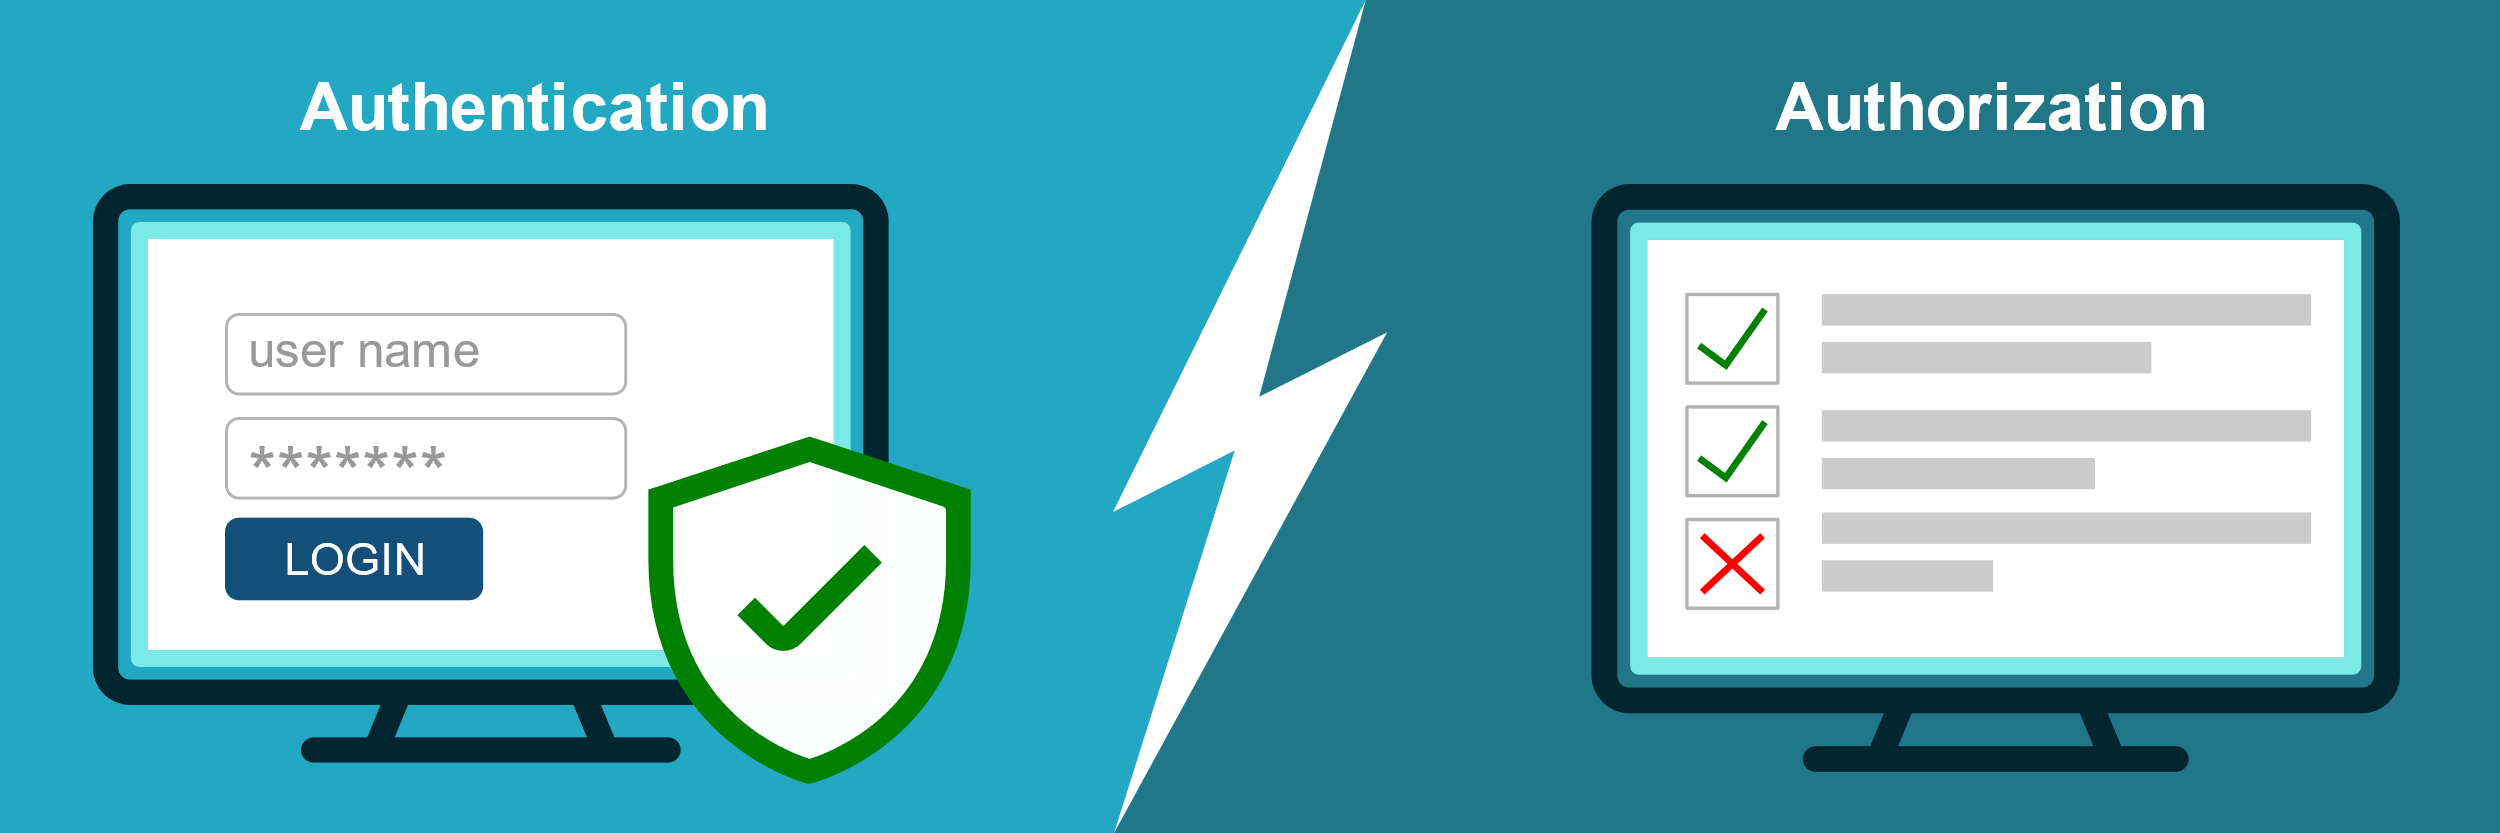 Authentication
user name
*******
LOGIN
Authorization